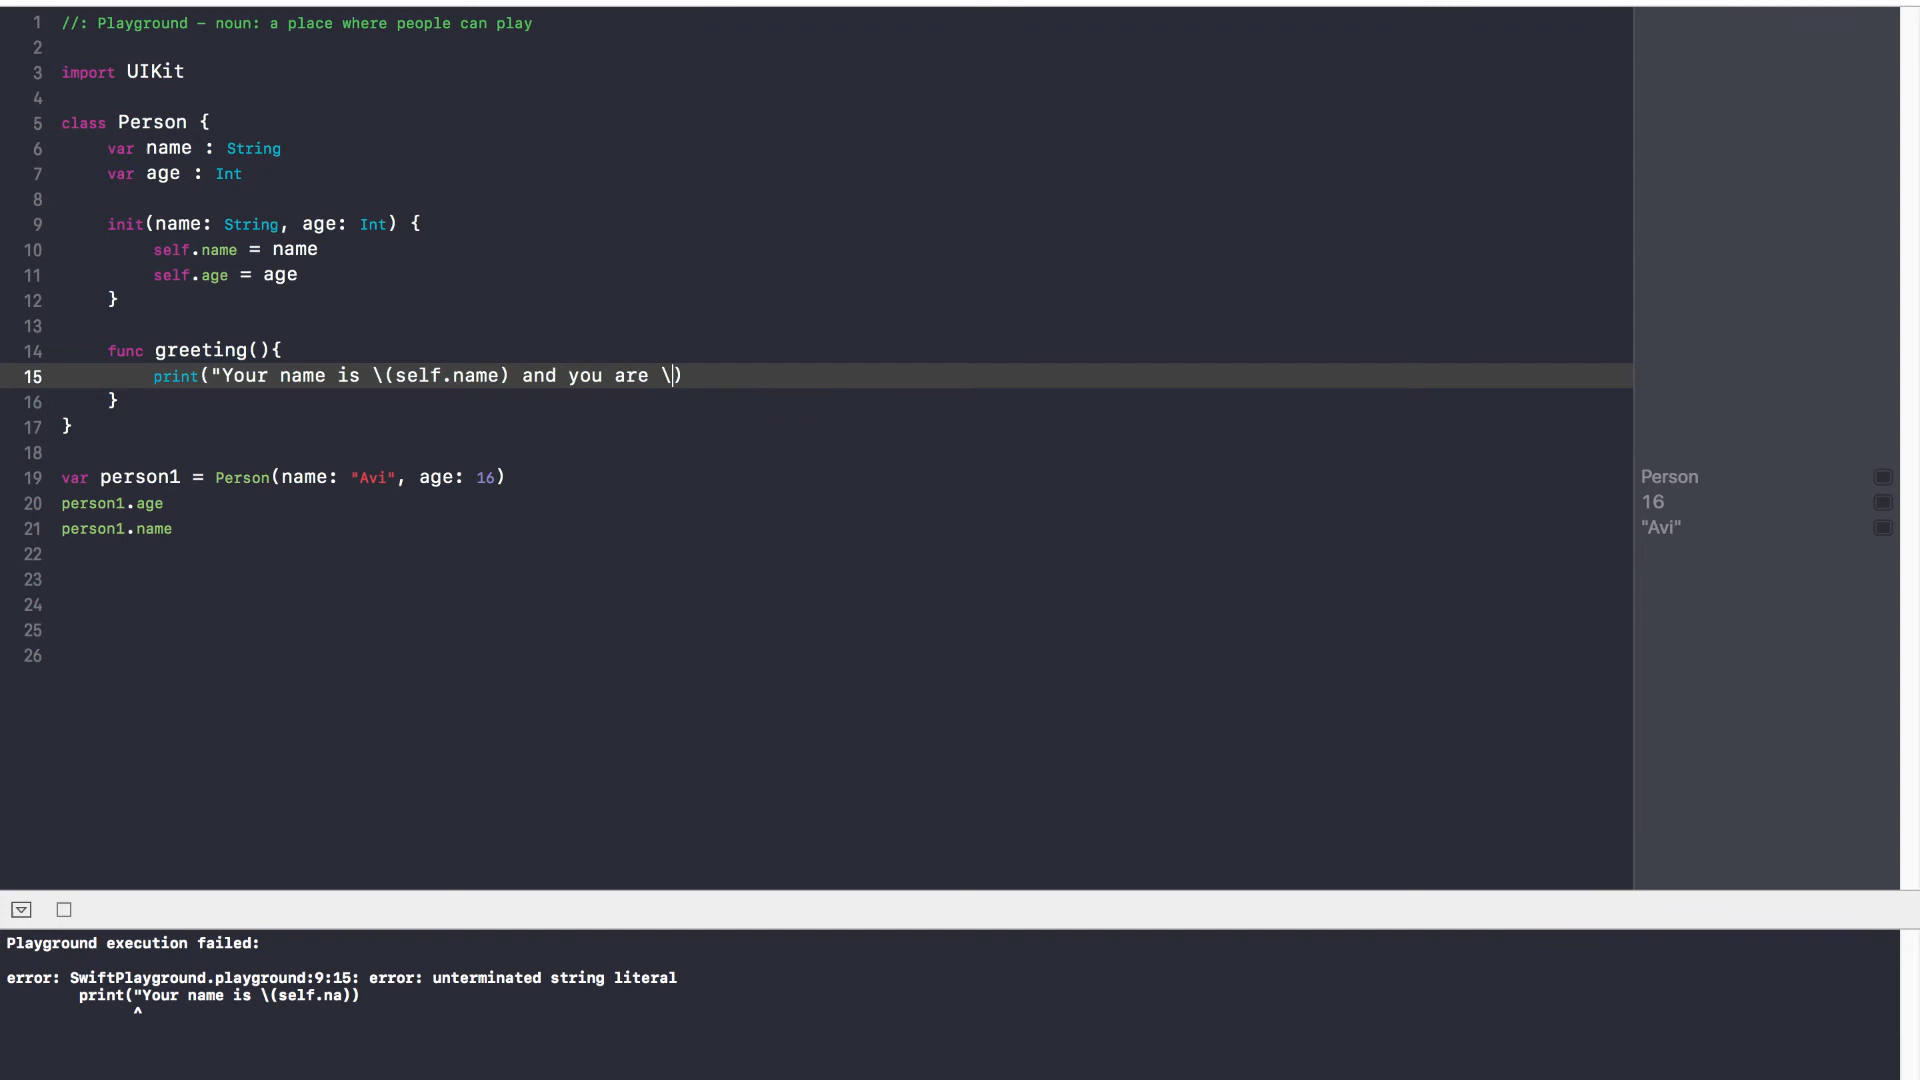 1 //: Playground – noun: a place where people can play
2
3 import UIKit
4
5 class Person {
6 var name : String
7 var age : Int
8
9 init(name: String, age: Int) {
10 self.name = name
11 self.age = age
12 }
13
14 func greeting(){
15 print("Your name is \(self.name) and you are \)
16 }
17 }
18
19 var person1 = Person(name: "Avi", age: 16) Person
20 person1.age 16
21 person1.name "Avi"
22
23
24
25
26
Playground execution failed:
error: SwiftPlayground.playground:9:15: error: unterminated string literal
print("Your name is \(self.na))
^